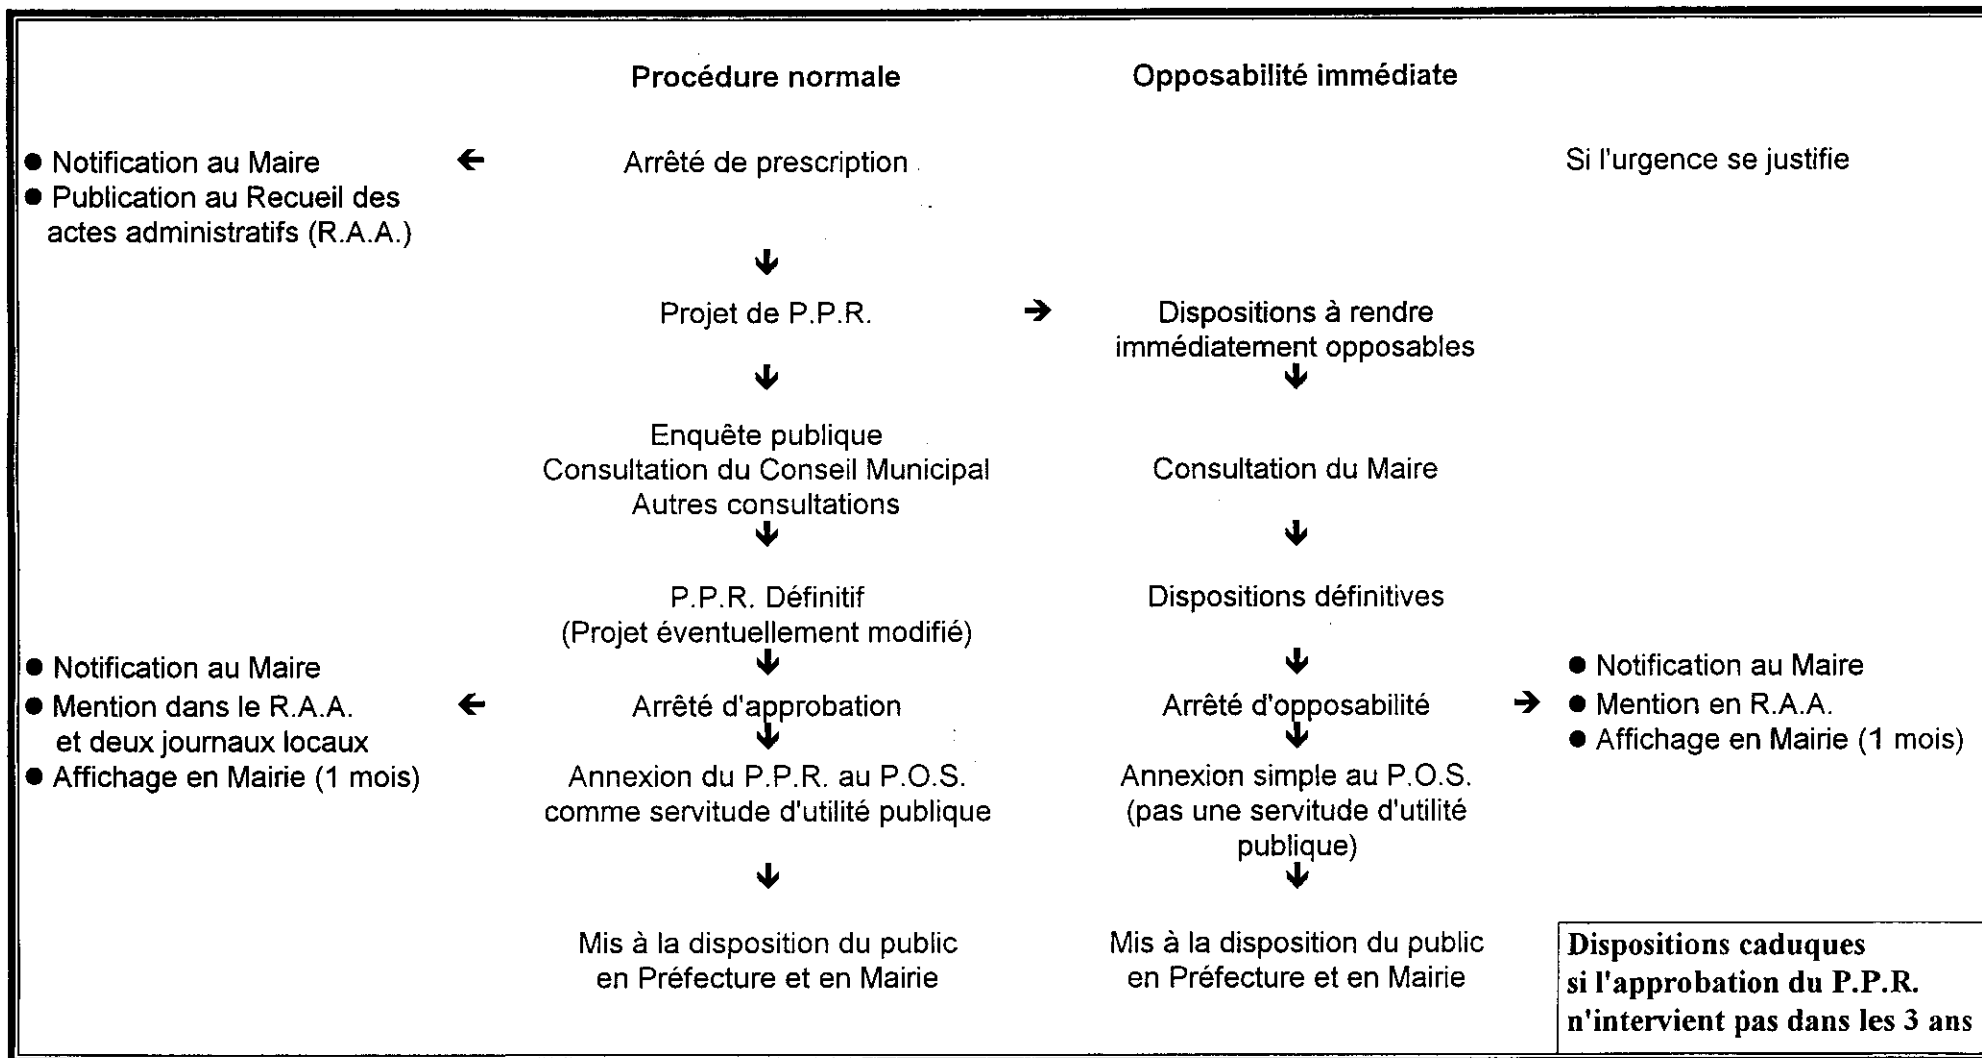 Procédure normale
Opposabilité immédiate
● Notification au Maire
← Arrêté de prescription
Si l'urgence se justifie
● Publication au Recueil des
actes administratifs (R.A.A.)
↓
Projet de P.P.R. → Dispositions à rendre
immédiatement opposables
↓ ↓
Enquête publique
Consultation du Conseil Municipal
Autres consultations
Consultation du Maire
↓ ↓
P.P.R. Définitif
(Projet éventuellement modifié)
Dispositions définitives
↓ ↓
● Notification au Maire
● Mention dans le R.A.A.
et deux journaux locaux
● Affichage en Mairie (1 mois)
← Arrêté d'approbation
Arrêté d'opposabilité →
● Notification au Maire
● Mention en R.A.A.
● Affichage en Mairie (1 mois)
↓ ↓
Annexion du P.P.R. au P.O.S.
comme servitude d'utilité publique
Annexion simple au P.O.S.
(pas une servitude d'utilité
publique)
↓ ↓
Mis à la disposition du public
en Préfecture et en Mairie
Mis à la disposition du public
en Préfecture et en Mairie
Dispositions caduques
si l'approbation du P.P.R.
n'intervient pas dans les 3 ans